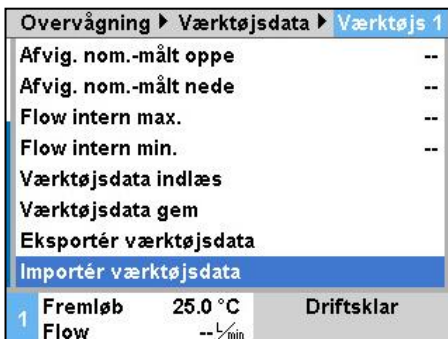 Overvågning ▶ Værktøjsdata ▶ Værktøjs 1
Afvig. nom.-målt oppe --
Afvig. nom.-målt nede --
Flow intern max. --
Flow intern min. --
Værktøjsdata indlæs
Værktøjsdata gem
Eksportér værktøjsdata
Importér værktøjsdata
1 Fremløb 25.0 °C Driftsklar
Flow -- L/min